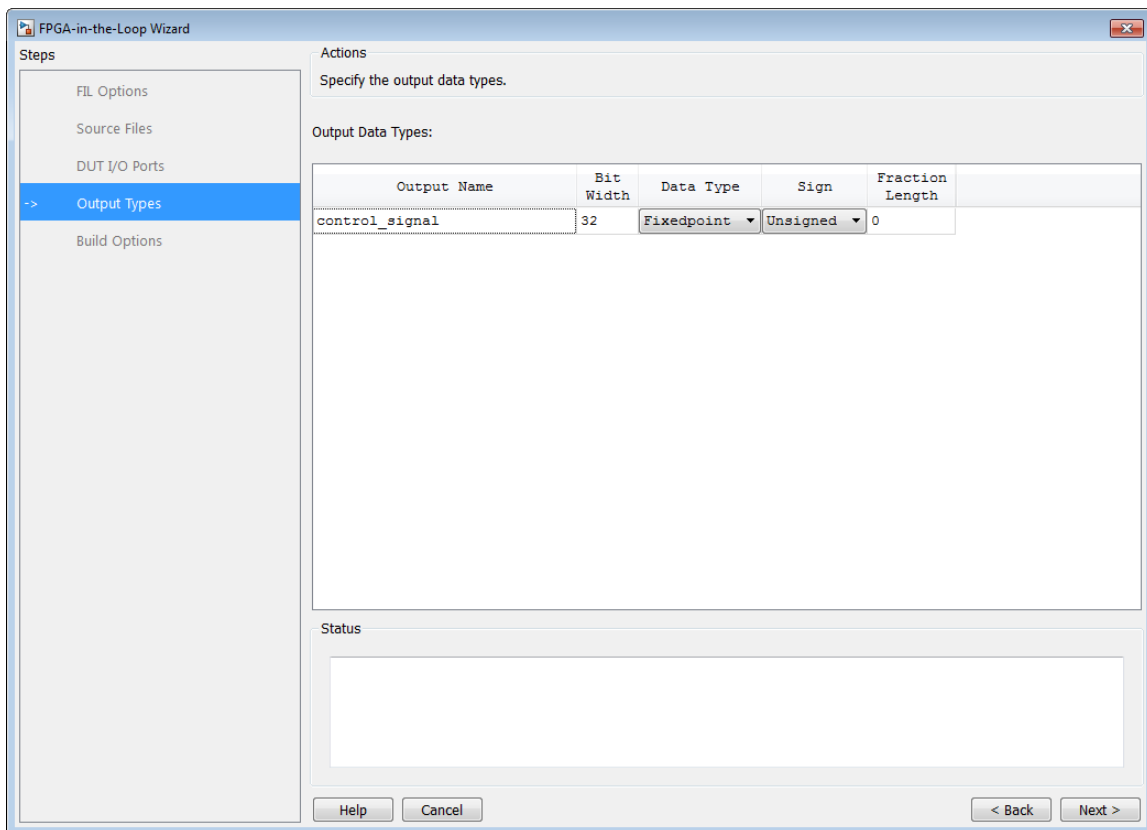 FPGA-in-the-Loop Wizard
Steps
FIL Options
Source Files
DUT I/O Ports
-> Output Types
Build Options
Actions
Specify the output data types.
Output Data Types:
Output Name Bit Width Data Type Sign Fraction Length
control_signal 32 Fixedpoint Unsigned 0
Status
Help Cancel < Back Next >